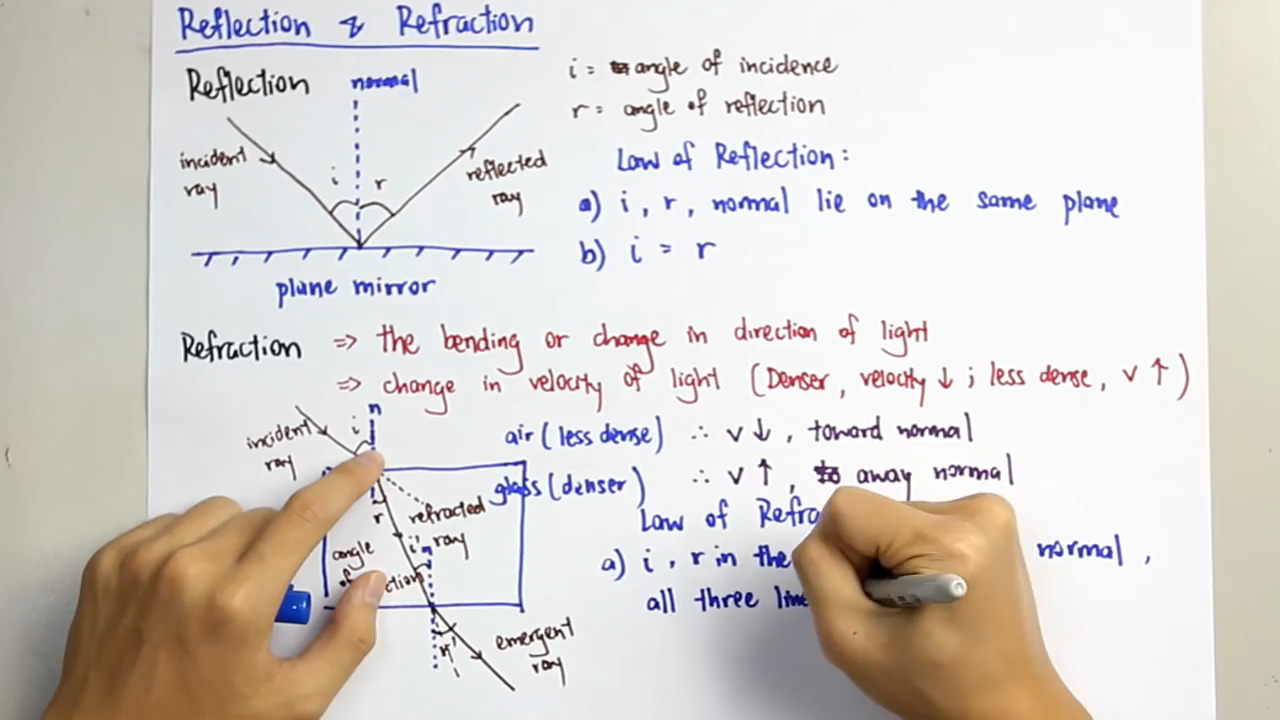 Reflection & Refraction
Reflection
normal
i = angle of incidence
r = angle of reflection
incident ray
i
r
reflected ray
Law of Reflection:
a) i, r, normal lie on the same plane
b) i = r
plane mirror
Refraction => the bending or change in direction of light
=> change in velocity of light (Denser, velocity ↓; less dense, v ↑)
n
i
incident ray
air (less dense) ∴ v ↓, toward normal
glass (denser) ∴ v ↑, away normal
r
refracted ray
Law of
a) i, r in the normal,
all three
angle
i'
n
r'
emergent ray